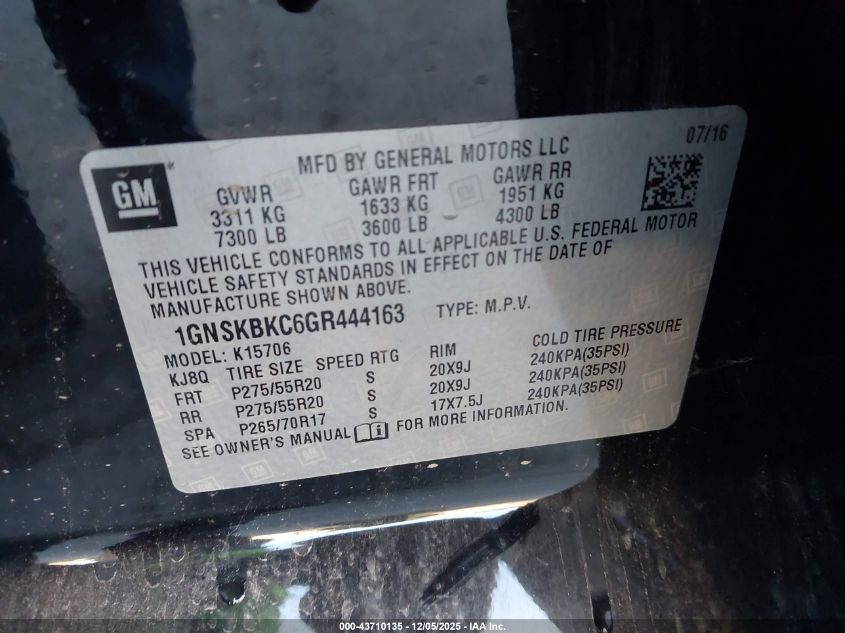 07/16
MFD BY GENERAL MOTORS LLC
GM
GVWR GAWR FRT GAWR RR
3311 KG 1633 KG 1951 KG
7300 LB 3600 LB 4300 LB
THIS VEHICLE CONFORMS TO ALL APPLICABLE U.S. FEDERAL MOTOR
VEHICLE SAFETY STANDARDS IN EFFECT ON THE DATE OF
MANUFACTURE SHOWN ABOVE.
1GNSKBKC6GR444163 TYPE: M.P.V.
MODEL: K15706
KJ8Q TIRE SIZE SPEED RTG RIM COLD TIRE PRESSURE
FRT P275/55R20 S 20X9J 240KPA(35PSI)
RR P275/55R20 S 20X9J 240KPA(35PSI)
SPA P265/70R17 S 17X7.5J 240KPA(35PSI)
SEE OWNER'S MANUAL FOR MORE INFORMATION.
000-43710135 - 12/05/2025 - IAA, Inc.